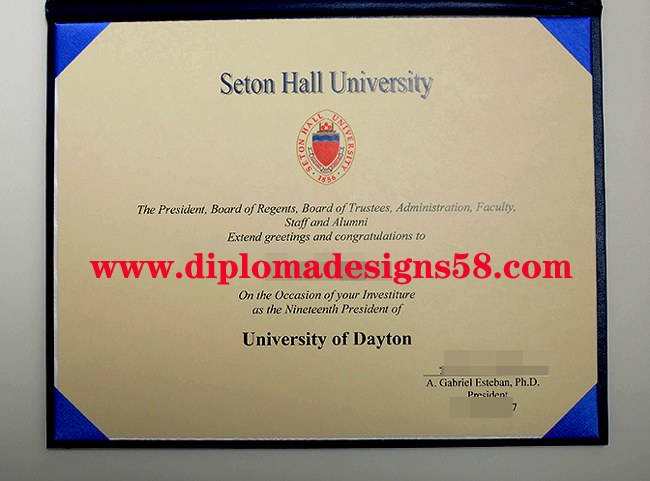 Seton Hall University
SETON HALL UNIVERSITY
1856
The President, Board of Regents, Board of Trustees, Administration, Faculty,
Staff and Alumni
Extend greetings and congratulations to
www.diplomadesigns58.com
On the Occasion of your Investiture
as the Nineteenth President of
University of Dayton
A. Gabriel Esteban, Ph.D.
President
7